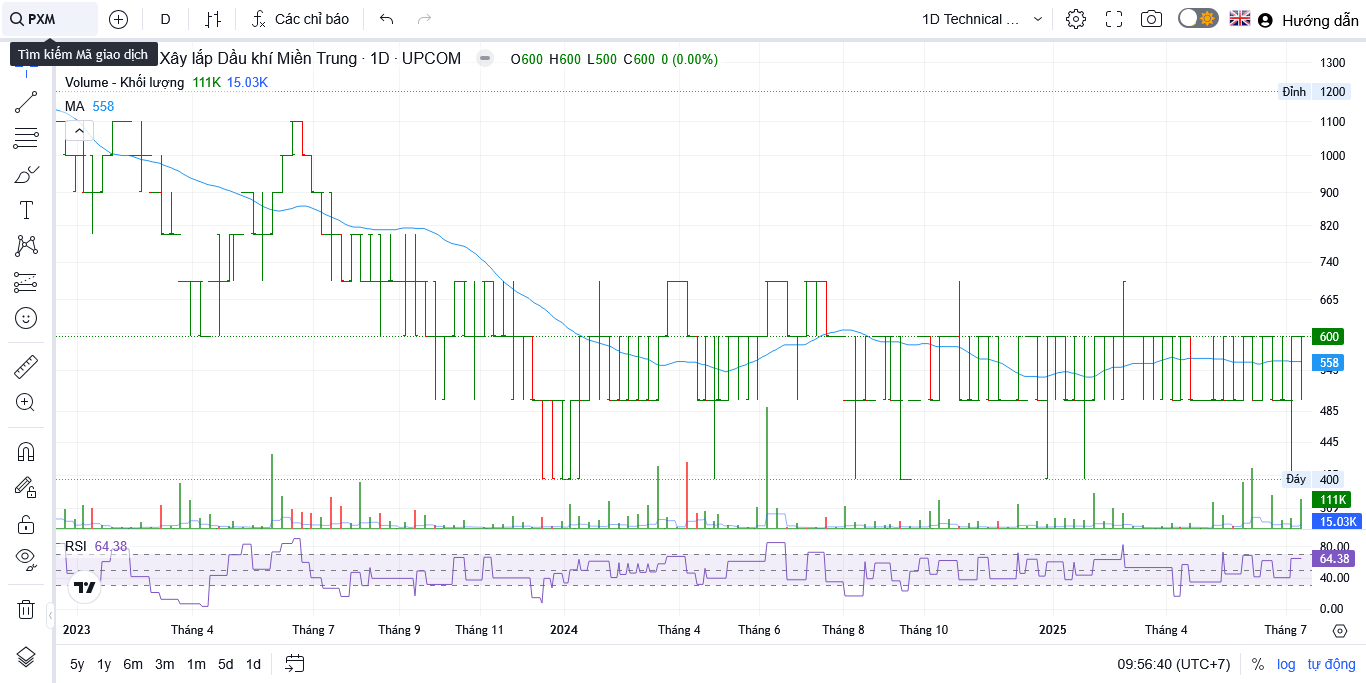 PXM
D
Các chỉ báo
1D Technical ...
Hướng dẫn
Tìm kiếm Mã giao dịch
Xây lắp Dầu khí Miền Trung · 1D · UPCOM
O600 H600 L500 C600 0 (0.00%)
Volume - Khối lượng 111K 15.03K
MA 558
1300
Đỉnh 1200
1100
1000
900
820
740
665
600
558
545
485
445
Đáy 400
111K
15.03K
RSI 64.38
80.00
64.38
40.00
0.00
2023 Tháng 4 Tháng 7 Tháng 9 Tháng 11 2024 Tháng 4 Tháng 6 Tháng 8 Tháng 10 2025 Tháng 4 Tháng 7
5y 1y 6m 3m 1m 5d 1d
09:56:40 (UTC+7) % log tự động